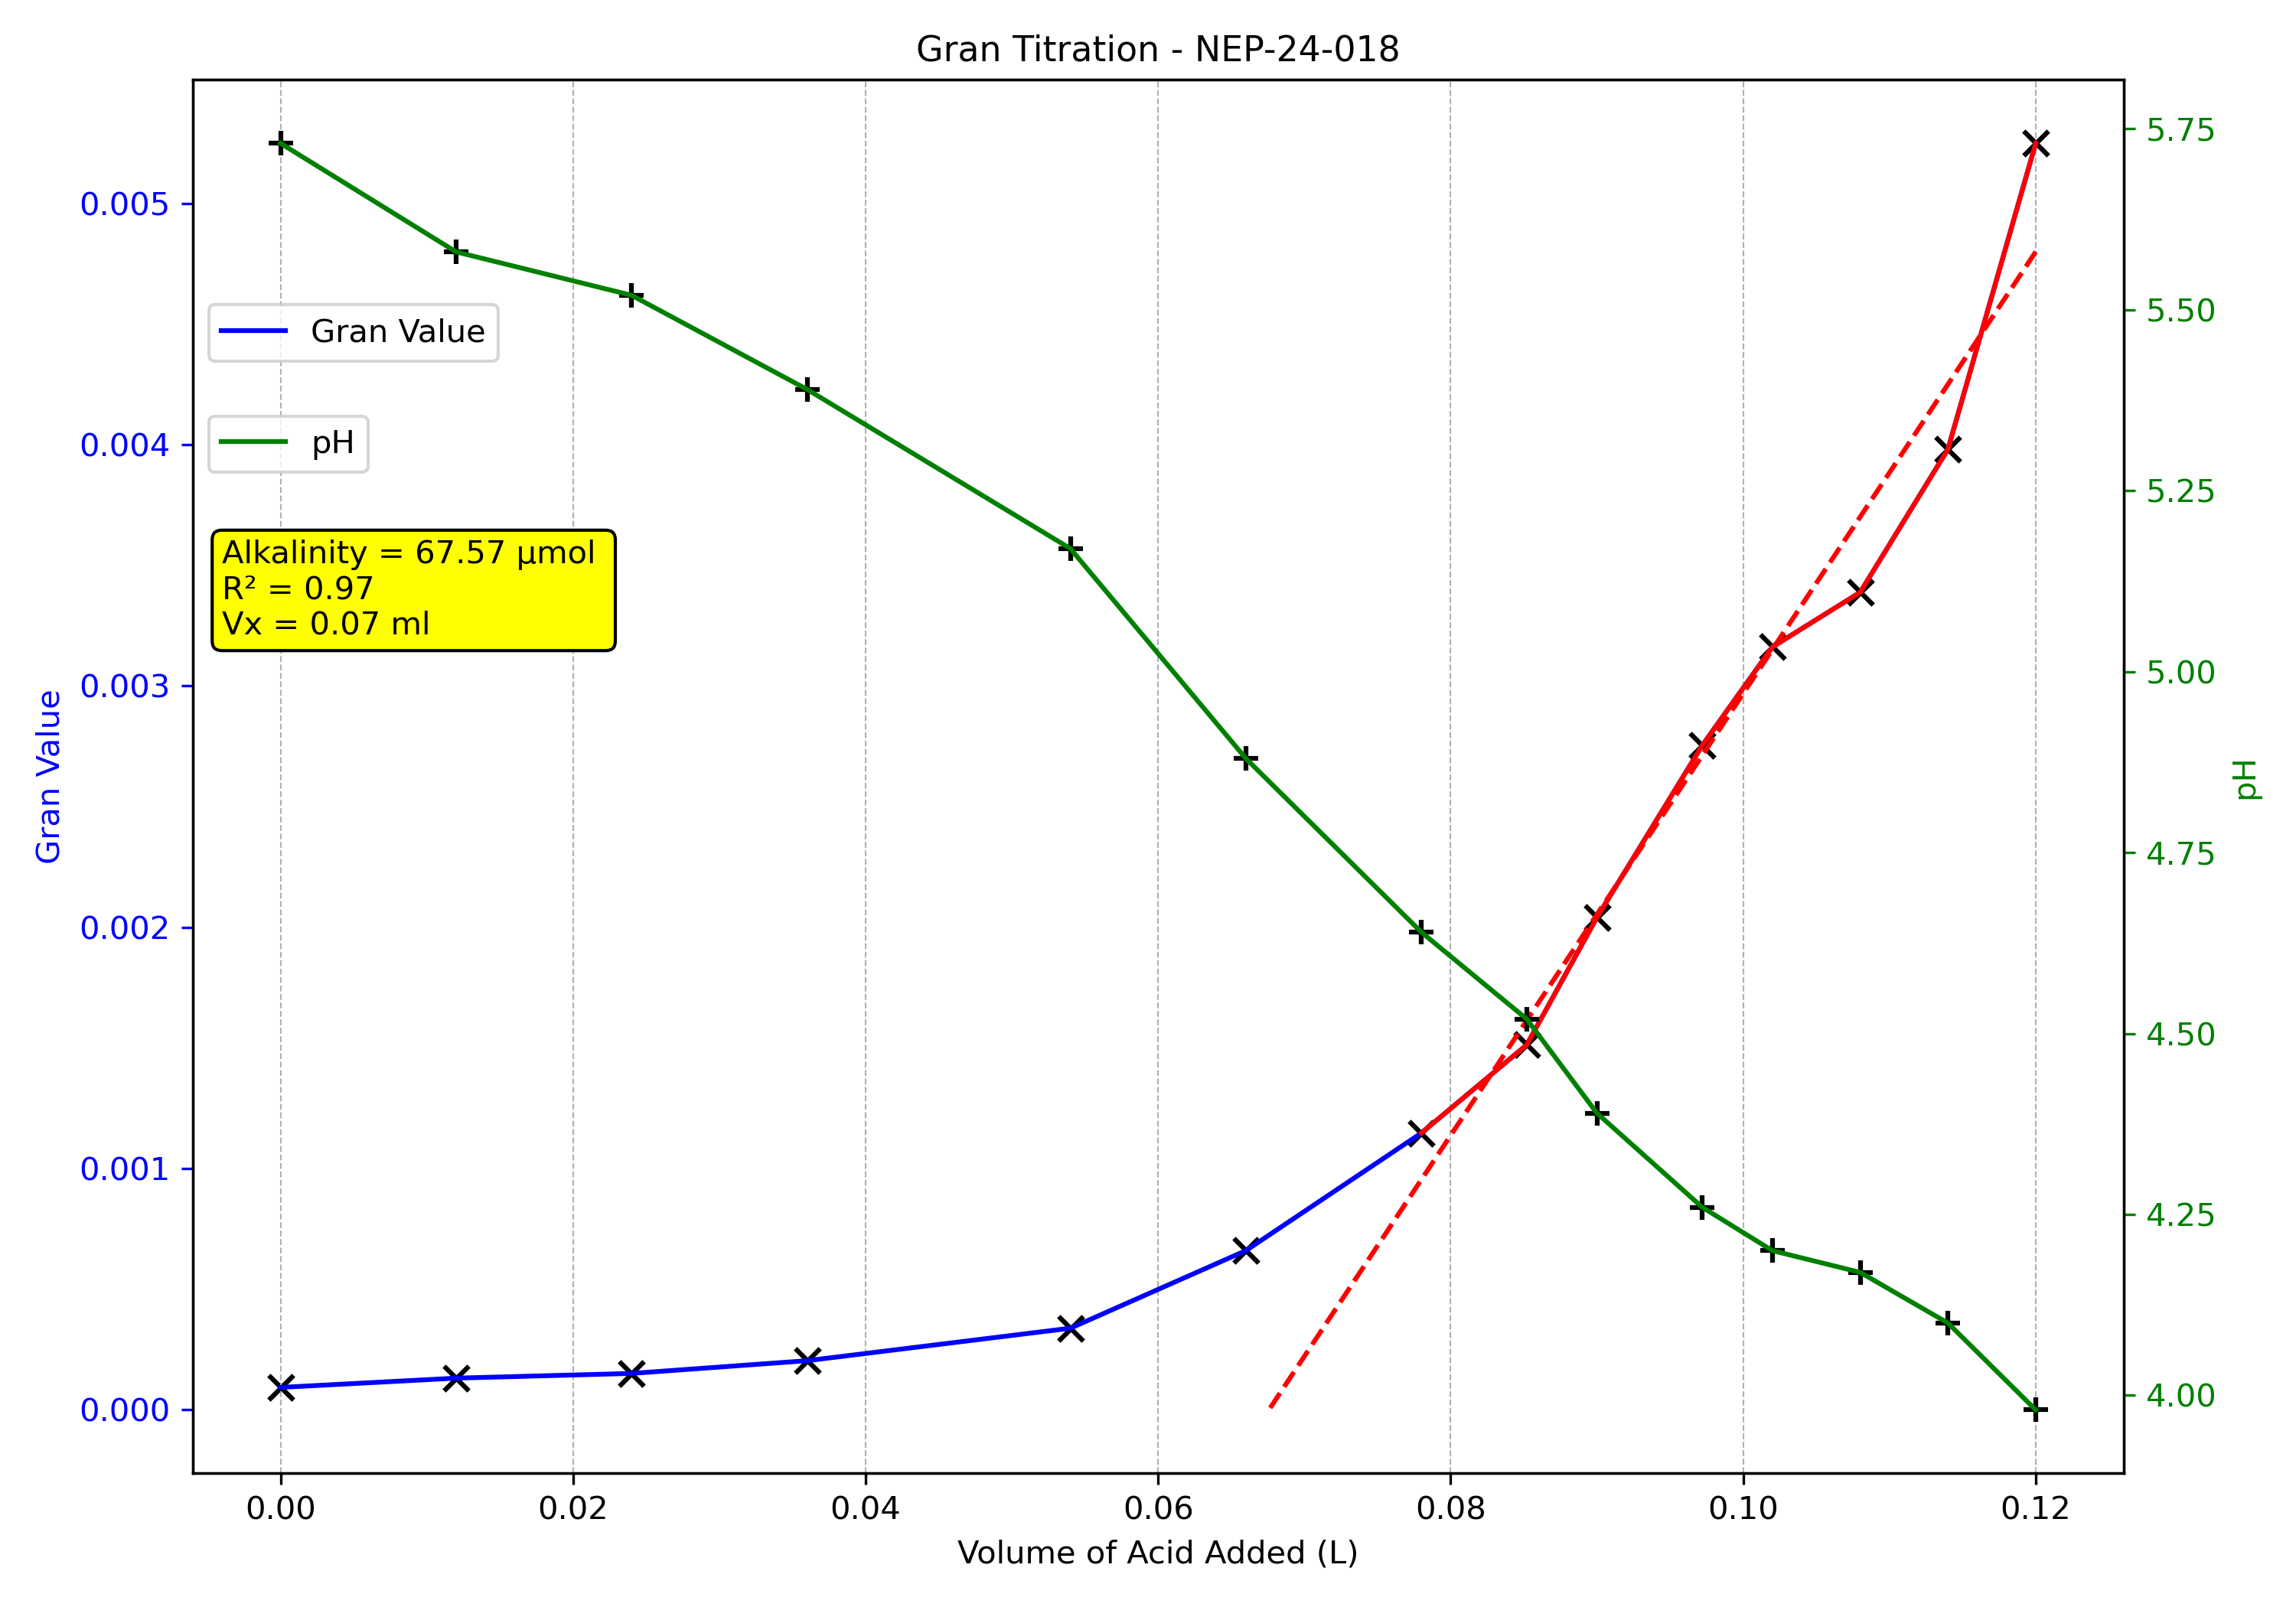 Gran Titration - NEP-24-018
0.005
0.004
0.003
0.002
0.001
0.000
Gran Value
Gran Value
pH
Alkalinity = 67.57 µmol
R² = 0.97
Vx = 0.07 ml
5.75
5.50
5.25
5.00
4.75
4.50
4.25
4.00
pH
0.00 0.02 0.04 0.06 0.08 0.10 0.12
Volume of Acid Added (L)